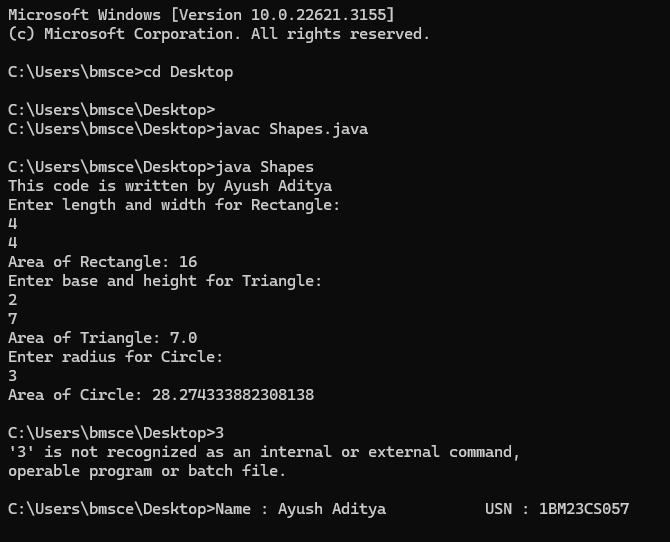 Microsoft Windows [Version 10.0.22621.3155]
(c) Microsoft Corporation. All rights reserved.
C:\Users\bmsce>cd Desktop
C:\Users\bmsce\Desktop>
C:\Users\bmsce\Desktop>javac Shapes.java
C:\Users\bmsce\Desktop>java Shapes
This code is written by Ayush Aditya
Enter length and width for Rectangle:
4
4
Area of Rectangle: 16
Enter base and height for Triangle:
2
7
Area of Triangle: 7.0
Enter radius for Circle:
3
Area of Circle: 28.274333882308138
C:\Users\bmsce\Desktop>3
'3' is not recognized as an internal or external command,
operable program or batch file.
C:\Users\bmsce\Desktop>Name : Ayush Aditya           USN : 1BM23CS057